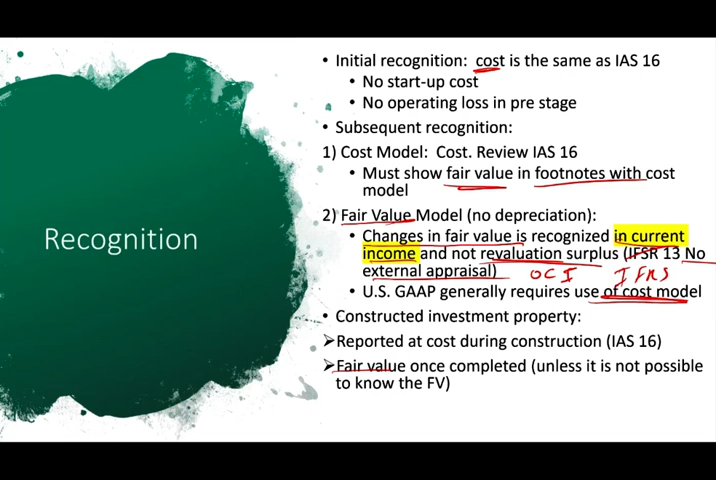 Recognition
Initial recognition: cost is the same as IAS 16
No start-up cost
No operating loss in pre stage
Subsequent recognition:
1) Cost Model: Cost. Review IAS 16
Must show fair value in footnotes with cost
model
2) Fair Value Model (no depreciation):
Changes in fair value is recognized in current
income and not revaluation surplus (IFSR 13 No
external appraisal)
OCI IFRS
U.S. GAAP generally requires use of cost model
Constructed investment property:
Reported at cost during construction (IAS 16)
Fair value once completed (unless it is not possible
to know the FV)